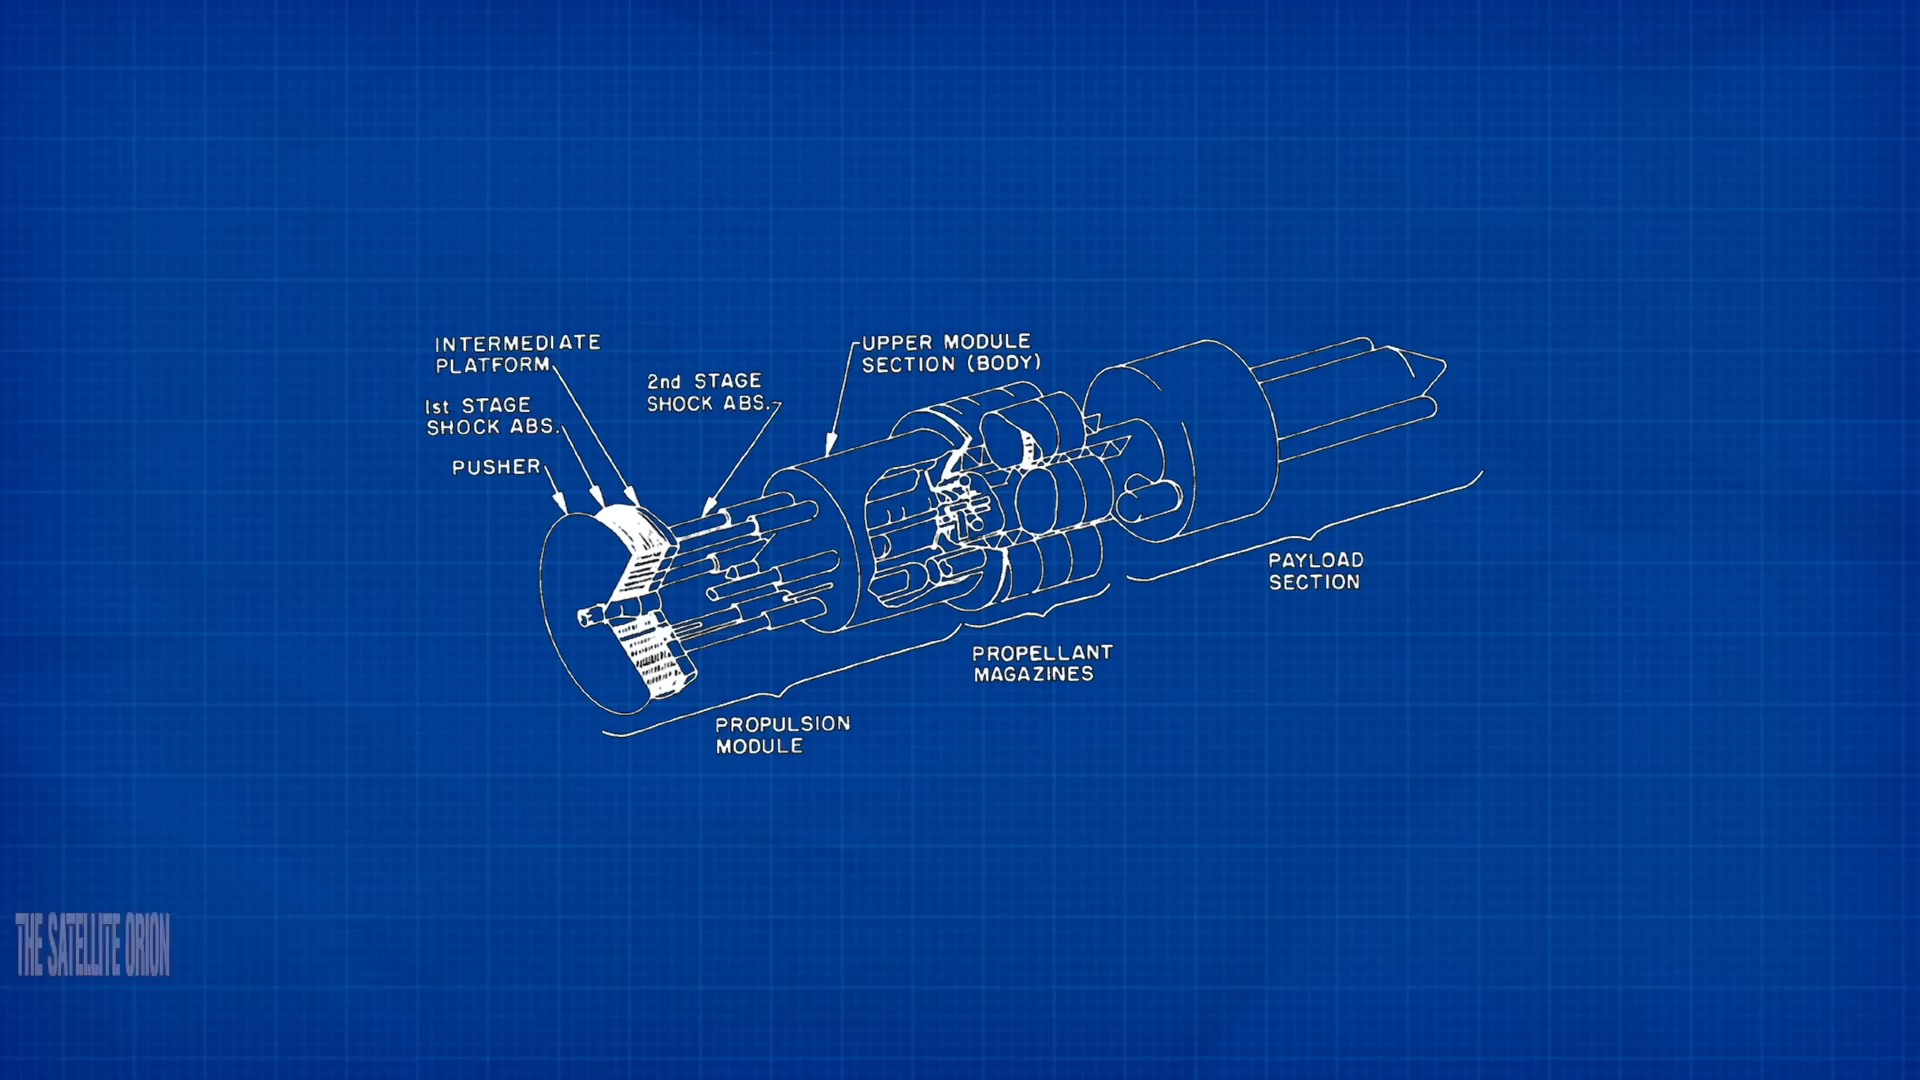 INTERMEDIATE
PLATFORM
1st STAGE
SHOCK ABS.
PUSHER
2nd STAGE
SHOCK ABS.
UPPER MODULE
SECTION (BODY)
PAYLOAD
SECTION
PROPELLANT
MAGAZINES
PROPULSION
MODULE
THE SATELLITE ORION